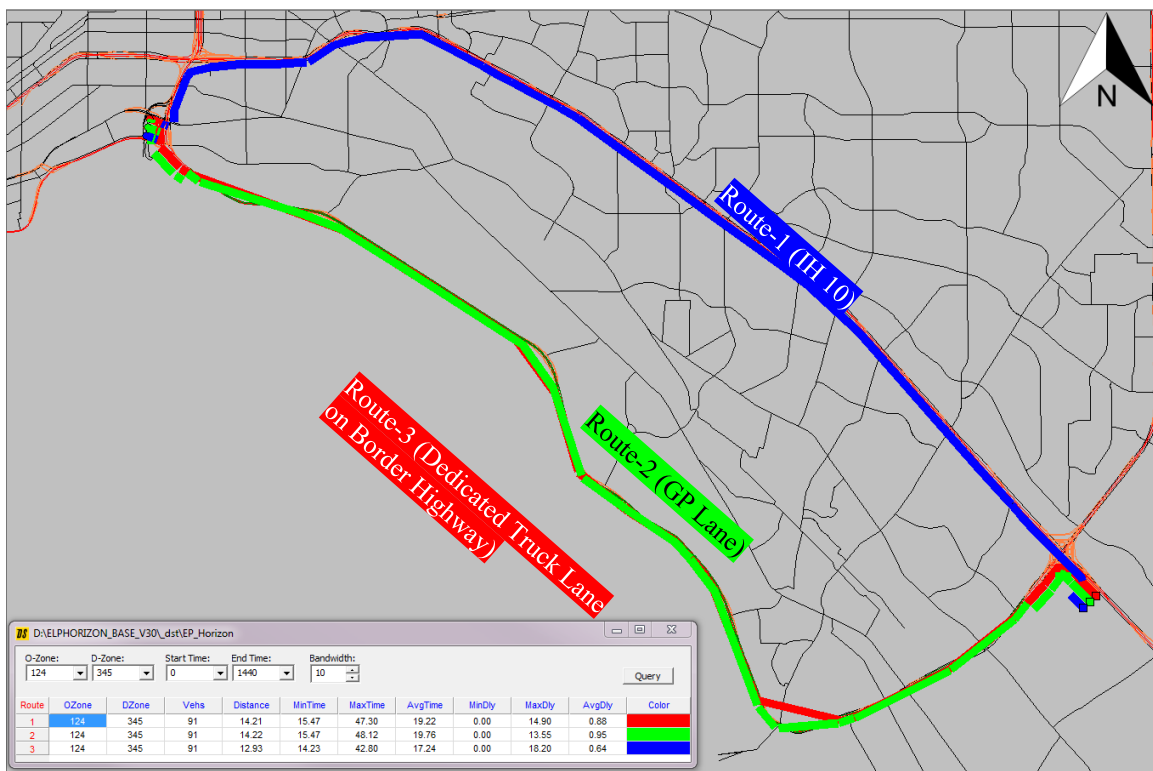 N
Route-1 (IH 10)
Route-2 (GP Lane)
Route-3 (Dedicated Truck Lane
on Border Highway)
DS D:\ELPHORIZON_BASE_V30\_dst\EP_Horizon
O-Zone: D-Zone: Start Time: End Time: Bandwidth:
124 345 0 1440 10 Query
Route OZone DZone Vehs Distance MinTime MaxTime AvgTime MinDly MaxDly AvgDly Color
1 124 345 91 14.21 15.47 47.30 19.22 0.00 14.90 0.88
2 124 345 91 14.22 15.47 48.12 19.76 0.00 13.55 0.95
3 124 345 91 12.93 14.23 42.80 17.24 0.00 18.20 0.64